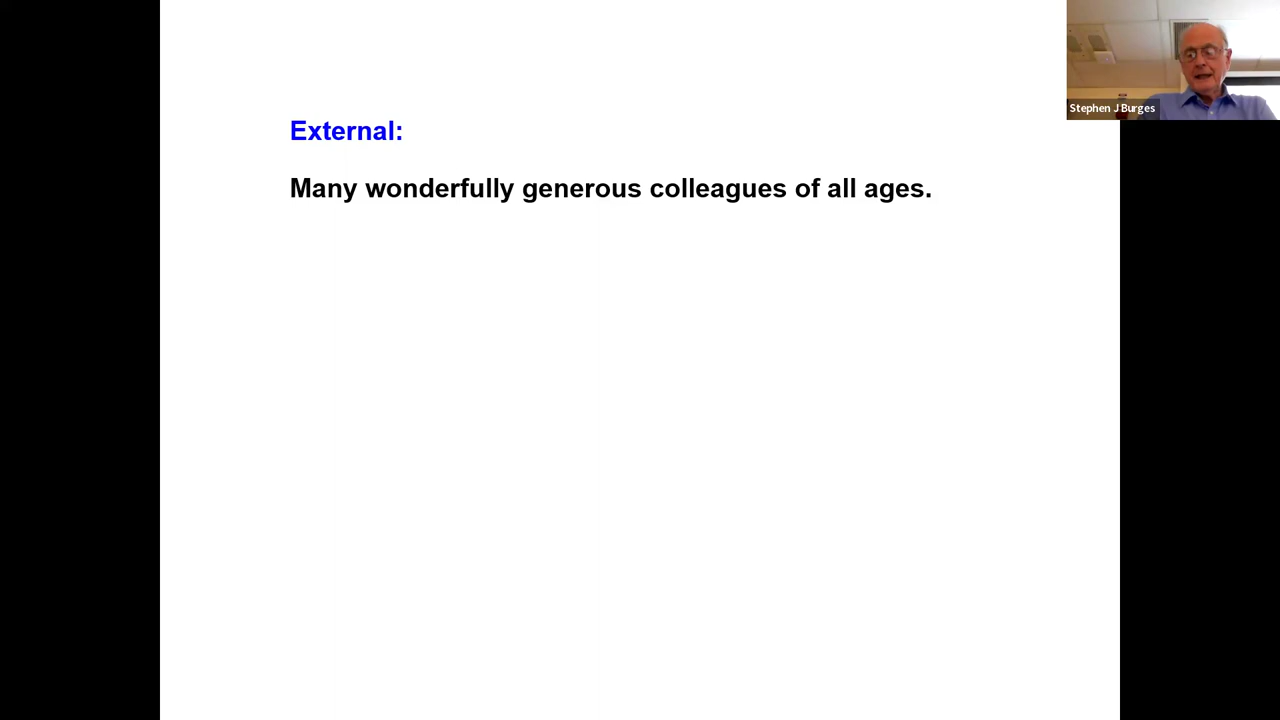 External:
Many wonderfully generous colleagues of all ages.
Stephen J Burges